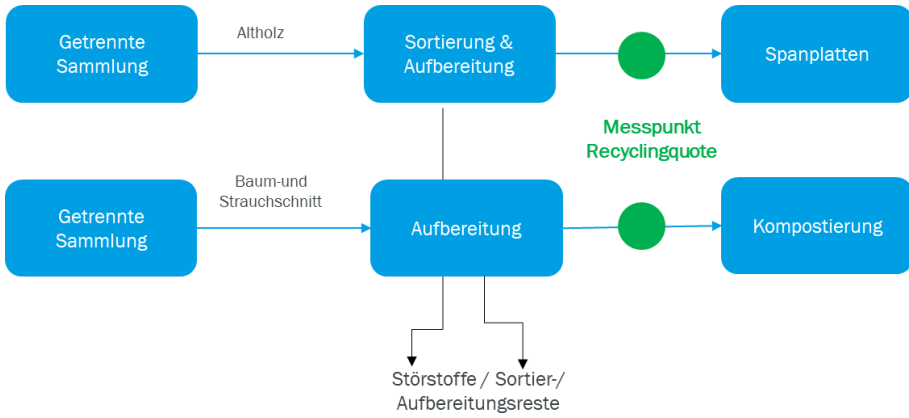 Getrennte
Sammlung
Altholz
Sortierung &
Aufbereitung
Spanplatten
Messpunkt
Recyclingquote
Getrennte
Sammlung
Baum-und
Strauchschnitt
Aufbereitung
Kompostierung
Störstoffe / Sortier-/
Aufbereitungsreste